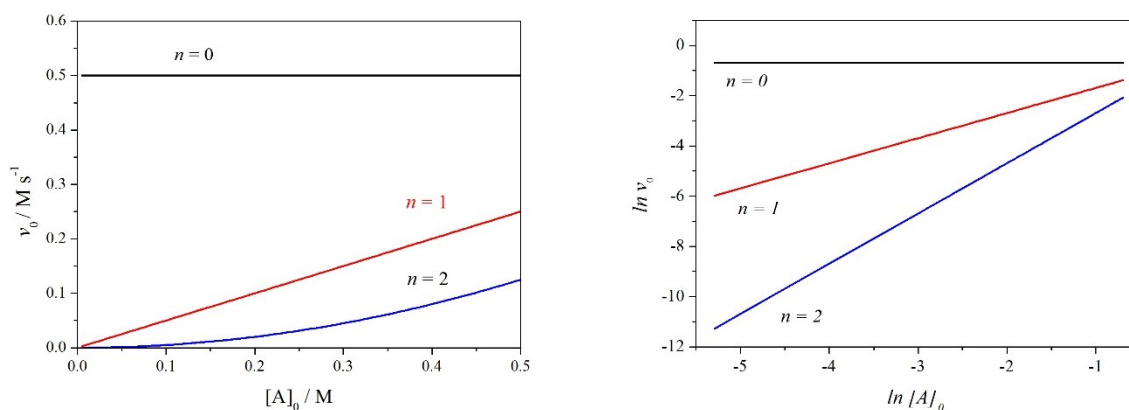 0.6
0.5
0.4
0.3
0.2
0.1
0.0
v₀ / M s⁻¹
n = 0
n = 1
n = 2
0.1 0.2 0.3 0.4 0.5
[A]₀ / M
0
-2
-4
-6
-8
-10
-12
ln v₀
n = 0
n = 1
n = 2
-5 -4 -3 -2 -1
ln [A]₀